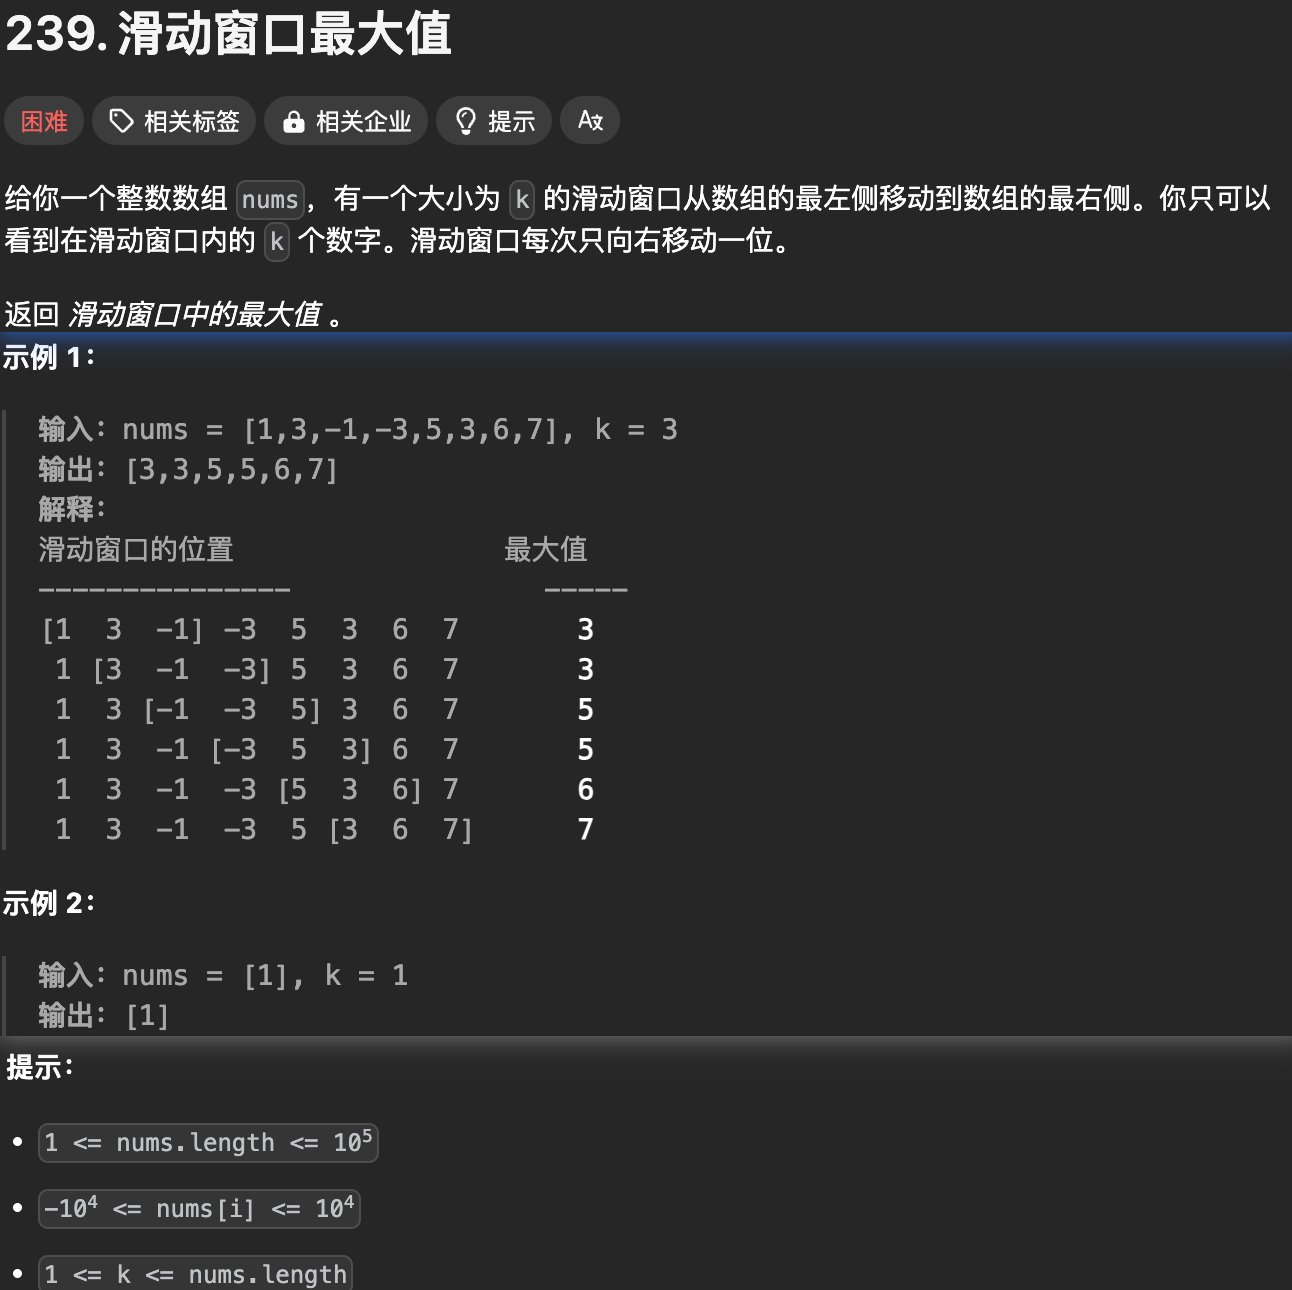 239. 滑动窗口最大值
困难 相关标签 相关企业 提示 A文
给你一个整数数组 nums，有一个大小为 k 的滑动窗口从数组的最左侧移动到数组的最右侧。你只可以
看到在滑动窗口内的 k 个数字。滑动窗口每次只向右移动一位。
返回 滑动窗口中的最大值 。
示例 1：
输入：nums = [1,3,-1,-3,5,3,6,7], k = 3
输出：[3,3,5,5,6,7]
解释：
滑动窗口的位置                最大值
---------------               -----
[1  3  -1] -3  5  3  6  7       3
 1 [3  -1  -3] 5  3  6  7       3
 1  3 [-1  -3  5] 3  6  7       5
 1  3  -1 [-3  5  3] 6  7       5
 1  3  -1  -3 [5  3  6] 7       6
 1  3  -1  -3  5 [3  6  7]      7
示例 2：
输入：nums = [1], k = 1
输出：[1]
提示：
• 1 <= nums.length <= 10⁵
• -10⁴ <= nums[i] <= 10⁴
• 1 <= k <= nums.length